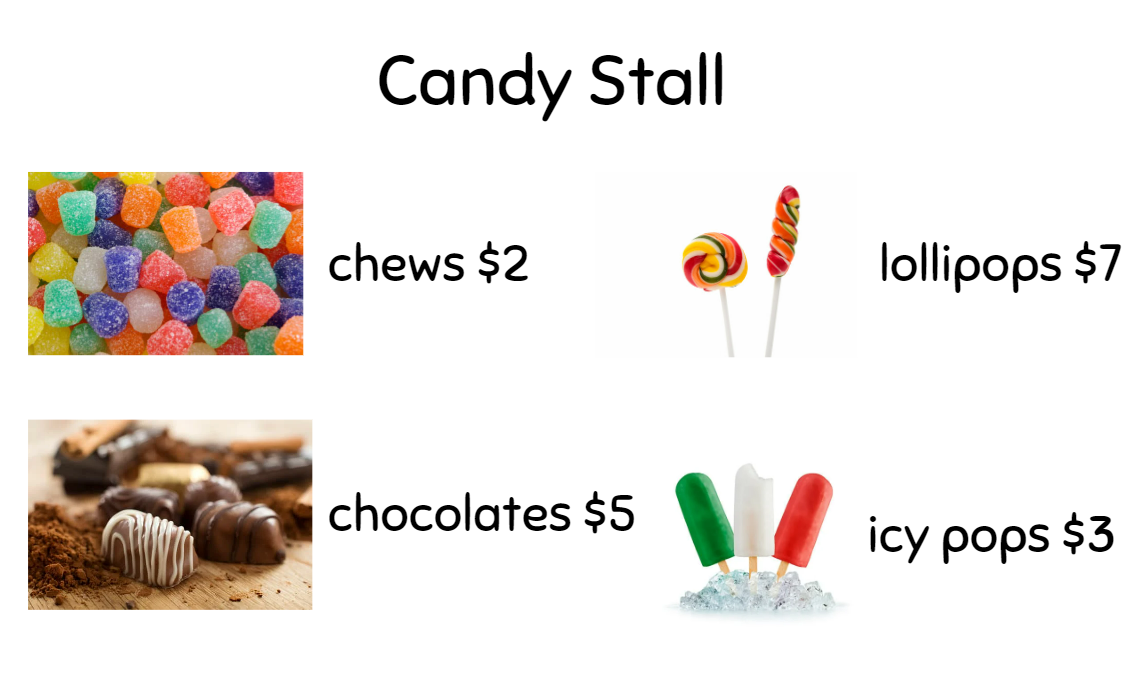 Candy Stall
chews $2
lollipops $7
chocolates $5
icy pops $3